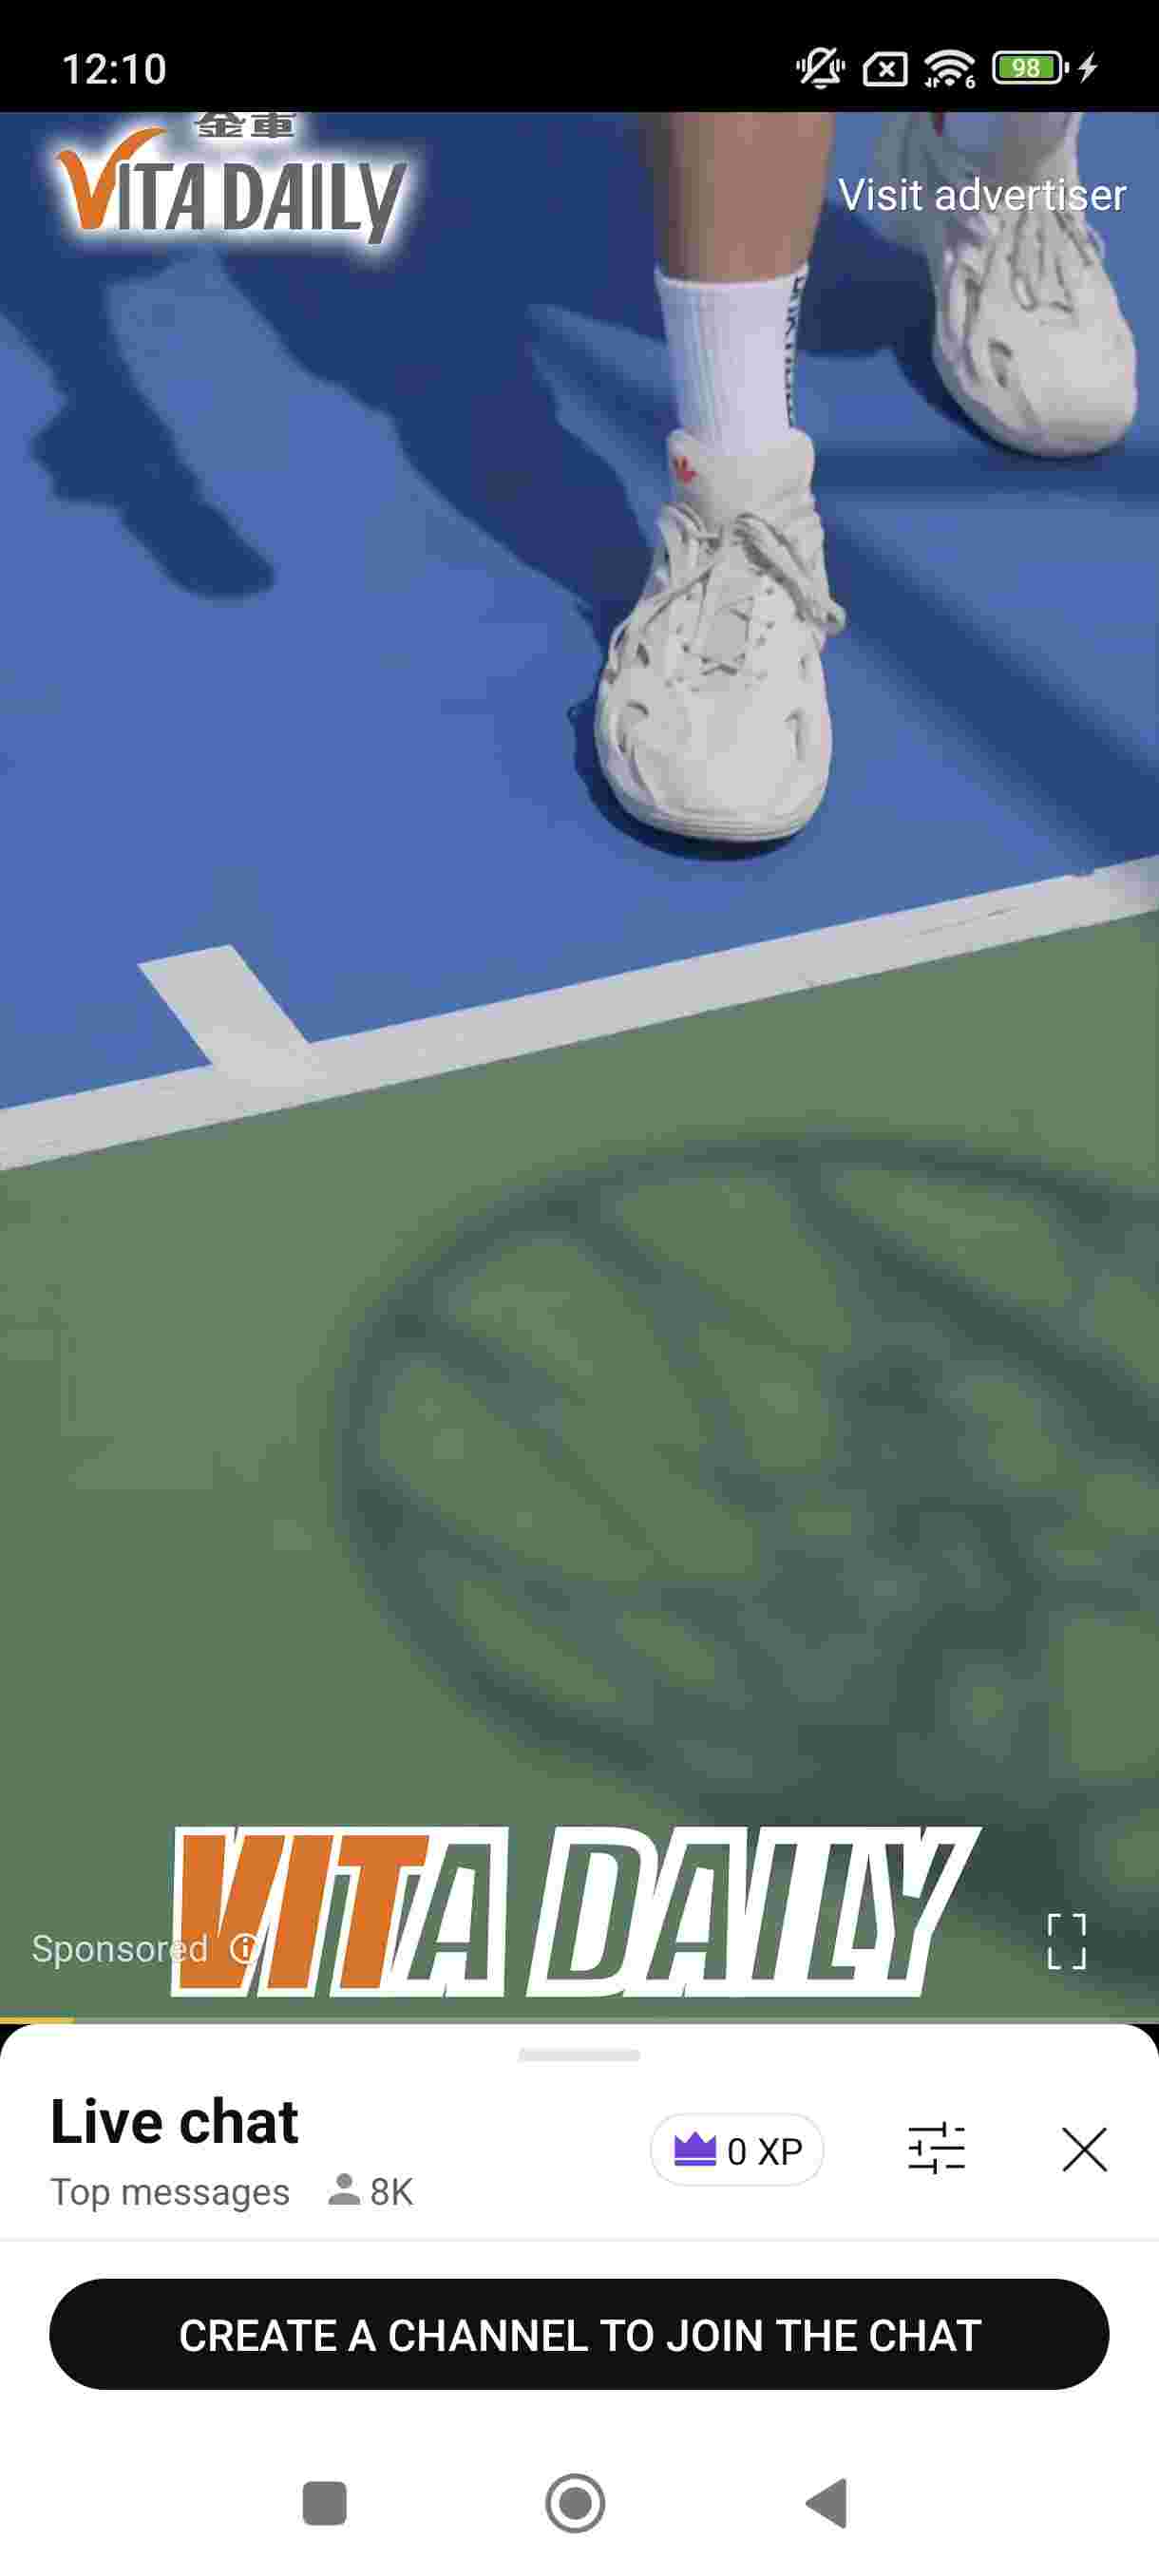 12:10
98
6
金車
VITA DAILY
Visit advertiser
VITA DAILY
Sponsored
Live chat
0 XP
Top messages 8K
CREATE A CHANNEL TO JOIN THE CHAT